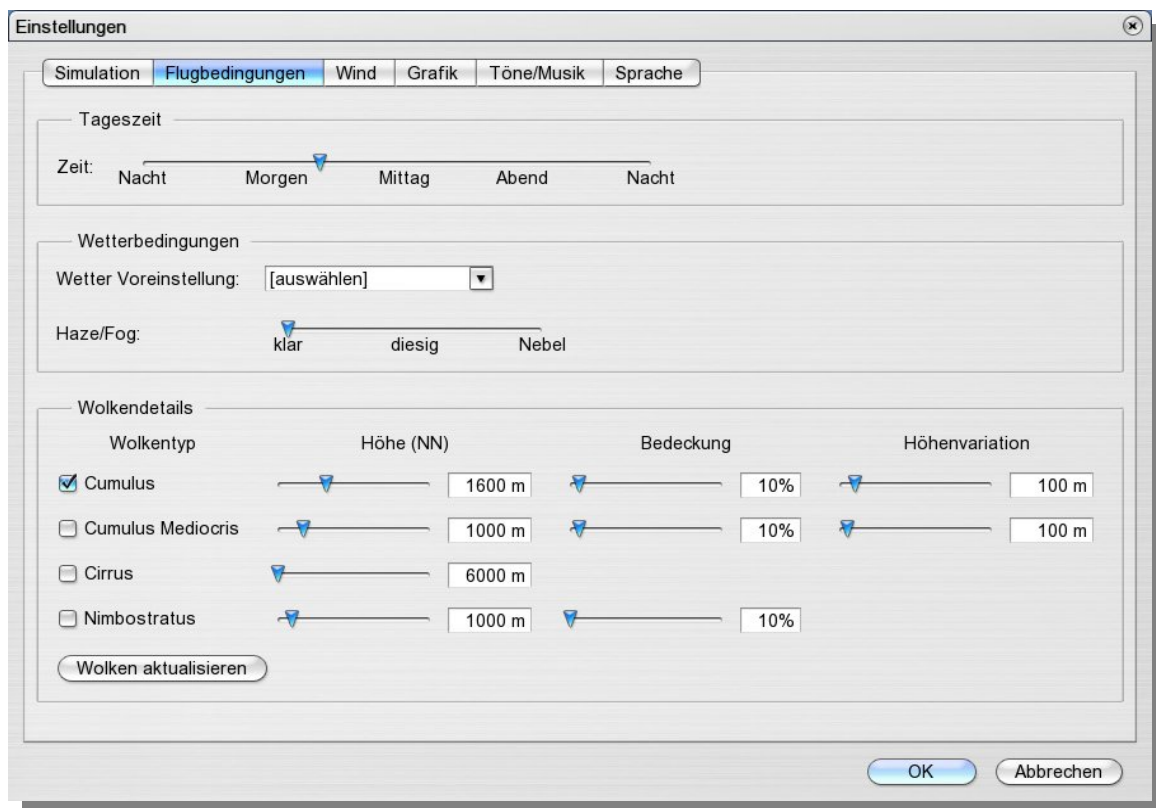 Einstellungen
Simulation Flugbedingungen Wind Grafik Töne/Musik Sprache
Tageszeit
Zeit:
Nacht Morgen Mittag Abend Nacht
Wetterbedingungen
Wetter Voreinstellung: [auswählen]
Haze/Fog:
klar diesig Nebel
Wolkendetails
Wolkentyp Höhe (NN) Bedeckung Höhenvariation
Cumulus 1600 m 10% 100 m
Cumulus Mediocris 1000 m 10% 100 m
Cirrus 6000 m
Nimbostratus 1000 m 10%
Wolken aktualisieren
OK Abbrechen